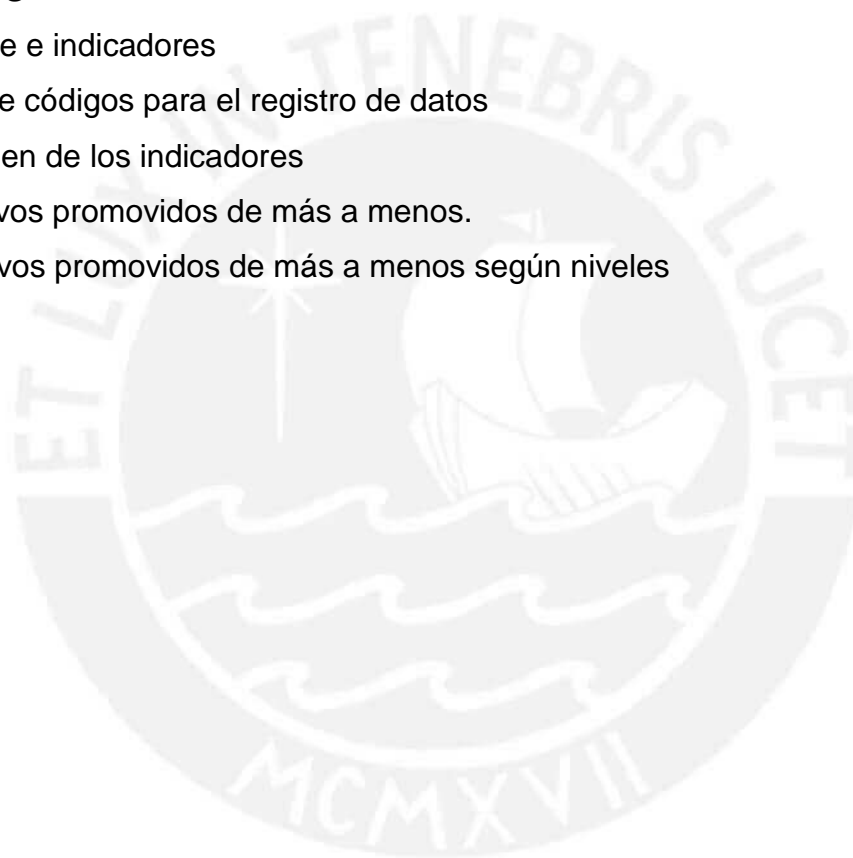 e e indicadores
e códigos para el registro de datos
en de los indicadores
vos promovidos de más a menos.
vos promovidos de más a menos según niveles
ET LUX IN TENEBRIS LUCET
MCMXVII